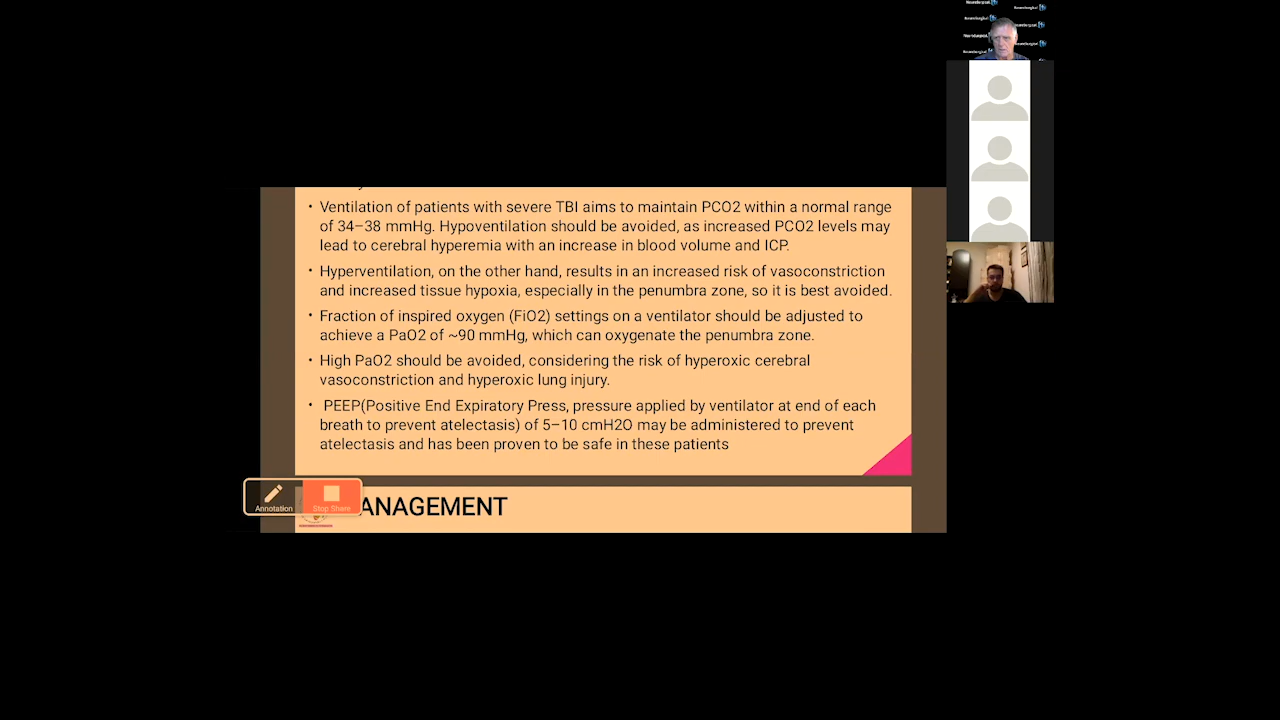 • Ventilation of patients with severe TBI aims to maintain PCO2 within a normal range
of 34–38 mmHg. Hypoventilation should be avoided, as increased PCO2 levels may
lead to cerebral hyperemia with an increase in blood volume and ICP.
• Hyperventilation, on the other hand, results in an increased risk of vasoconstriction
and increased tissue hypoxia, especially in the penumbra zone, so it is best avoided.
• Fraction of inspired oxygen (FiO2) settings on a ventilator should be adjusted to
achieve a PaO2 of ~90 mmHg, which can oxygenate the penumbra zone.
• High PaO2 should be avoided, considering the risk of hyperoxic cerebral
vasoconstriction and hyperoxic lung injury.
• PEEP(Positive End Expiratory Press, pressure applied by ventilator at end of each
breath to prevent atelectasis) of 5–10 cmH2O may be administered to prevent
atelectasis and has been proven to be safe in these patients
Annotation
Stop Share
ANAGEMENT